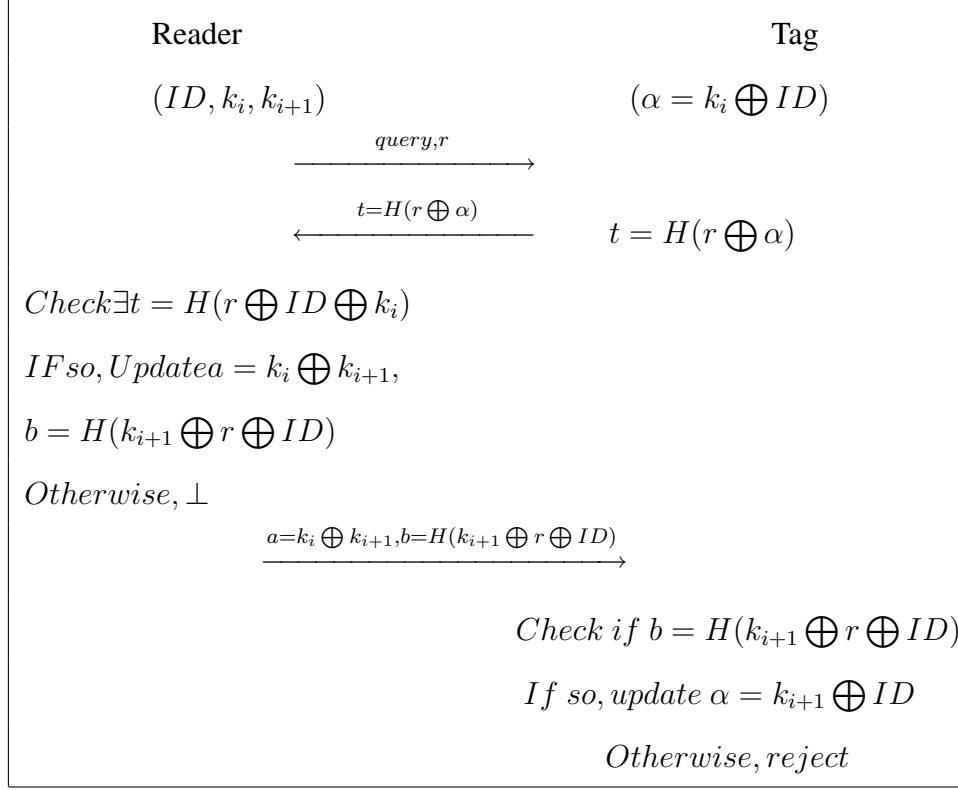 Reader Tag
(ID, k_i, k_{i+1}) (α = k_i ⨁ ID)
query,r
t=H(r ⨁ α)
t = H(r ⨁ α)
Check∃t = H(r ⨁ ID ⨁ k_i)
IFso, Updatea = k_i ⨁ k_{i+1},
b = H(k_{i+1} ⨁ r ⨁ ID)
Otherwise, ⊥
a=k_i ⨁ k_{i+1},b=H(k_{i+1} ⨁ r ⨁ ID)
Check if b = H(k_{i+1} ⨁ r ⨁ ID)
If so, update α = k_{i+1} ⨁ ID
Otherwise, reject